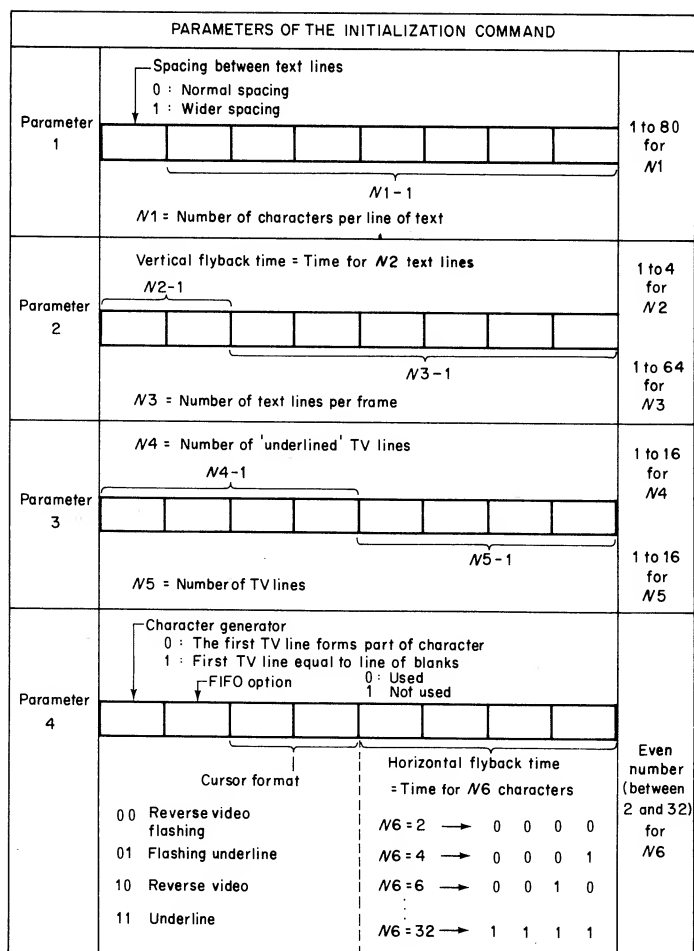 PARAMETERS OF THE INITIALIZATION COMMAND
Parameter
1
Spacing between text lines
0 : Normal spacing
1 : Wider spacing
N1-1
N1 = Number of characters per line of text
1 to 80
for
N1
Parameter
2
Vertical flyback time = Time for N2 text lines
N2-1
N3-1
N3 = Number of text lines per frame
1 to 4
for
N2
1 to 64
for
N3
Parameter
3
N4 = Number of 'underlined' TV lines
N4-1
N5-1
N5 = Number of TV lines
1 to 16
for
N4
1 to 16
for
N5
Parameter
4
Character generator
0 : The first TV line forms part of character
1 : First TV line equal to line of blanks
FIFO option
0 : Used
1 Not used
Cursor format
00 Reverse video
flashing
01 Flashing underline
10 Reverse video
11 Underline
Horizontal flyback time
= Time for N6 characters
N6 = 2 → 0 0 0 0
N6 = 4 → 0 0 0 1
N6 = 6 → 0 0 1 0
⋮
N6 = 32 → 1 1 1 1
Even
number
(between
2 and 32)
for
N6